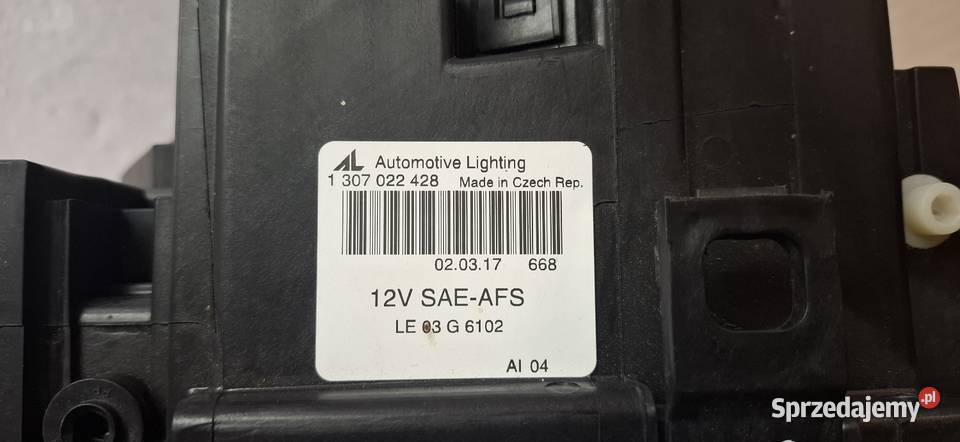 AL Automotive Lighting
1 307 022 428 Made in Czech Rep.
02.03.17 668
12V SAE-AFS
LE 03 G 6102
AI 04
Sprzedajemy.pl